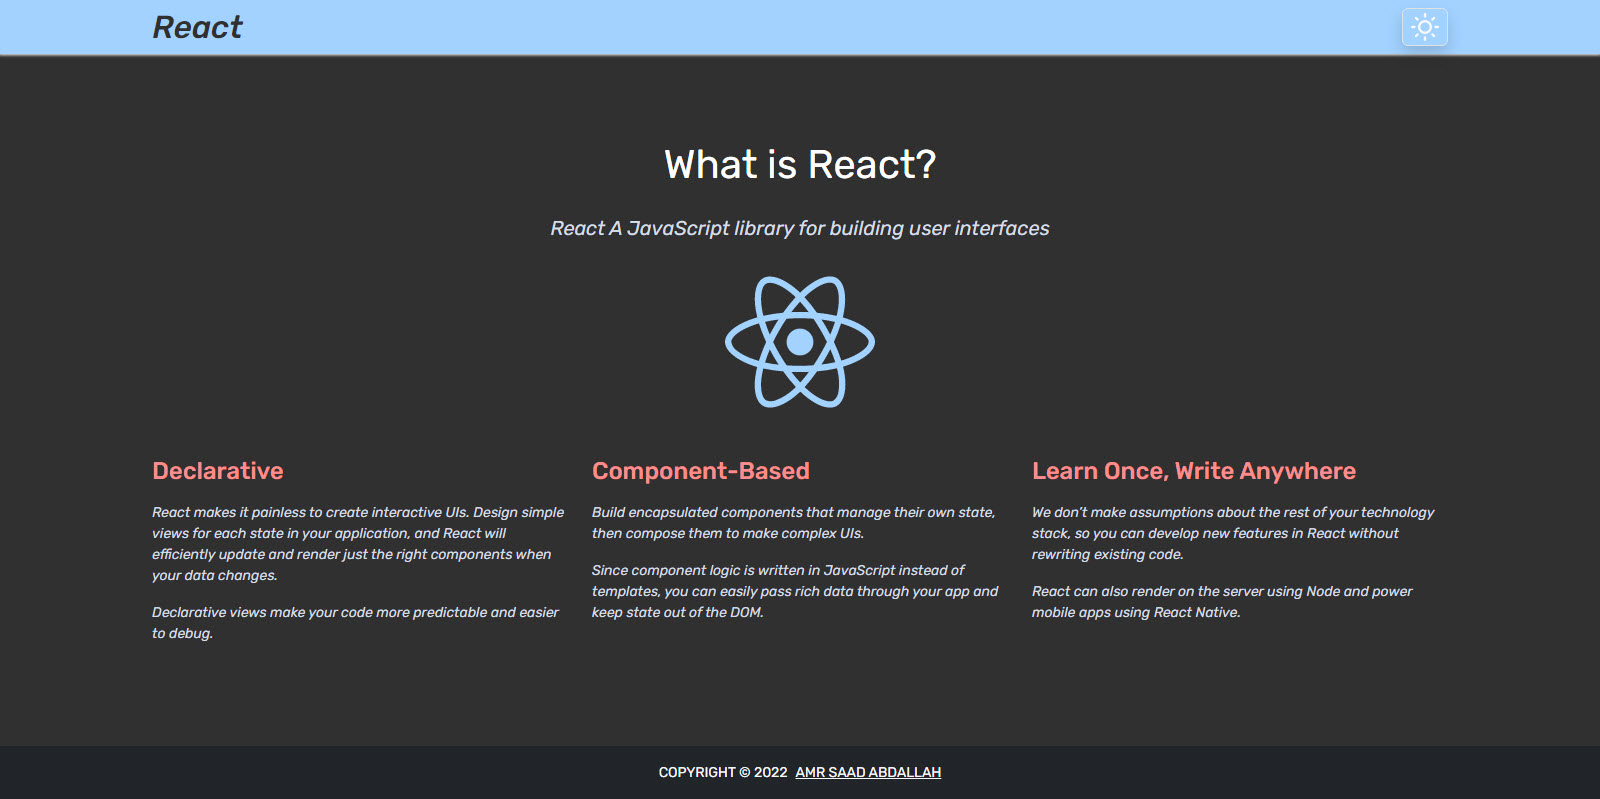 React
What is React?
React A JavaScript library for building user interfaces
Declarative
React makes it painless to create interactive UIs. Design simple
views for each state in your application, and React will
efficiently update and render just the right components when
your data changes.
Declarative views make your code more predictable and easier
to debug.
Component-Based
Build encapsulated components that manage their own state,
then compose them to make complex UIs.
Since component logic is written in JavaScript instead of
templates, you can easily pass rich data through your app and
keep state out of the DOM.
Learn Once, Write Anywhere
We don’t make assumptions about the rest of your technology
stack, so you can develop new features in React without
rewriting existing code.
React can also render on the server using Node and power
mobile apps using React Native.
COPYRIGHT © 2022 AMR SAAD ABDALLAH